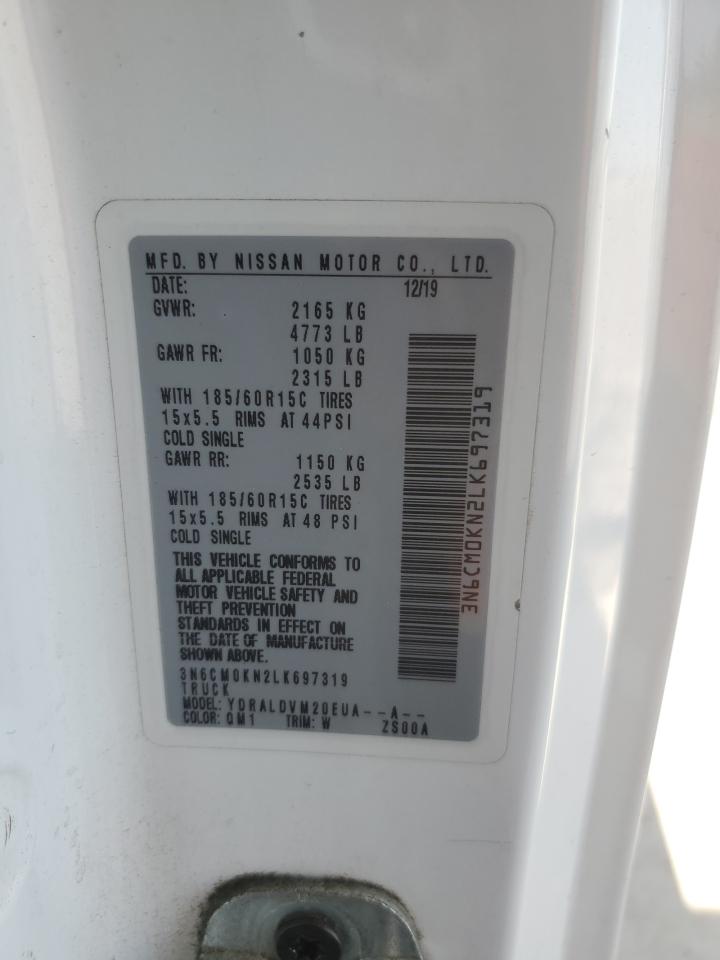 MFD. BY NISSAN MOTOR CO., LTD.
DATE: 12/19
GVWR: 2165 KG
4773 LB
GAWR FR: 1050 KG
2315 LB
WITH 185/60R15C TIRES
15x5.5 RIMS AT 44PSI
COLD SINGLE
GAWR RR: 1150 KG
2535 LB
WITH 185/60R15C TIRES
15x5.5 RIMS AT 48 PSI
COLD SINGLE
THIS VEHICLE CONFORMS TO
ALL APPLICABLE FEDERAL
MOTOR VEHICLE SAFETY AND
THEFT PREVENTION
STANDARDS IN EFFECT ON
THE DATE OF MANUFACTURE
SHOWN ABOVE.
3N6CM0KN2LK697319
TRUCK
MODEL: YDRALDVM20EUA--A--
COLOR: QM1 TRIM: W ZS00A
3N6CM0KN2LK697319